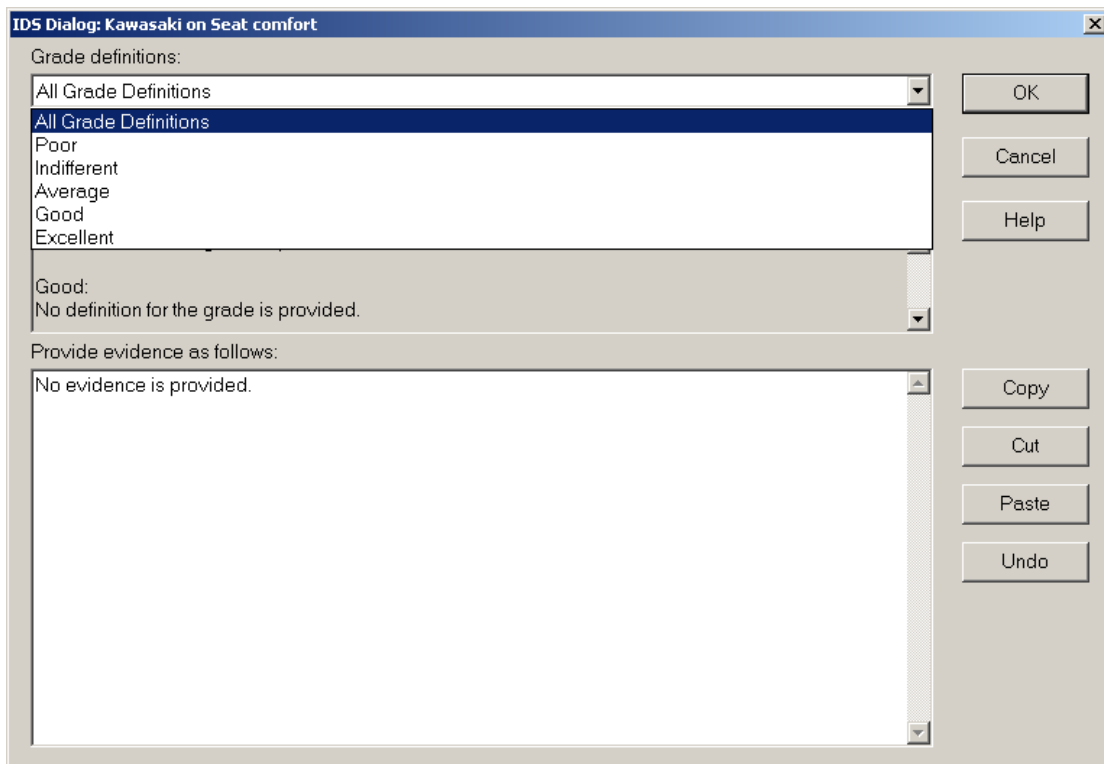 IDS Dialog: Kawasaki on Seat comfort
Grade definitions:
All Grade Definitions
OK
All Grade Definitions
Poor
Indifferent
Average
Good
Excellent
Cancel
Help
Good:
No definition for the grade is provided.
Provide evidence as follows:
No evidence is provided.
Copy
Cut
Paste
Undo